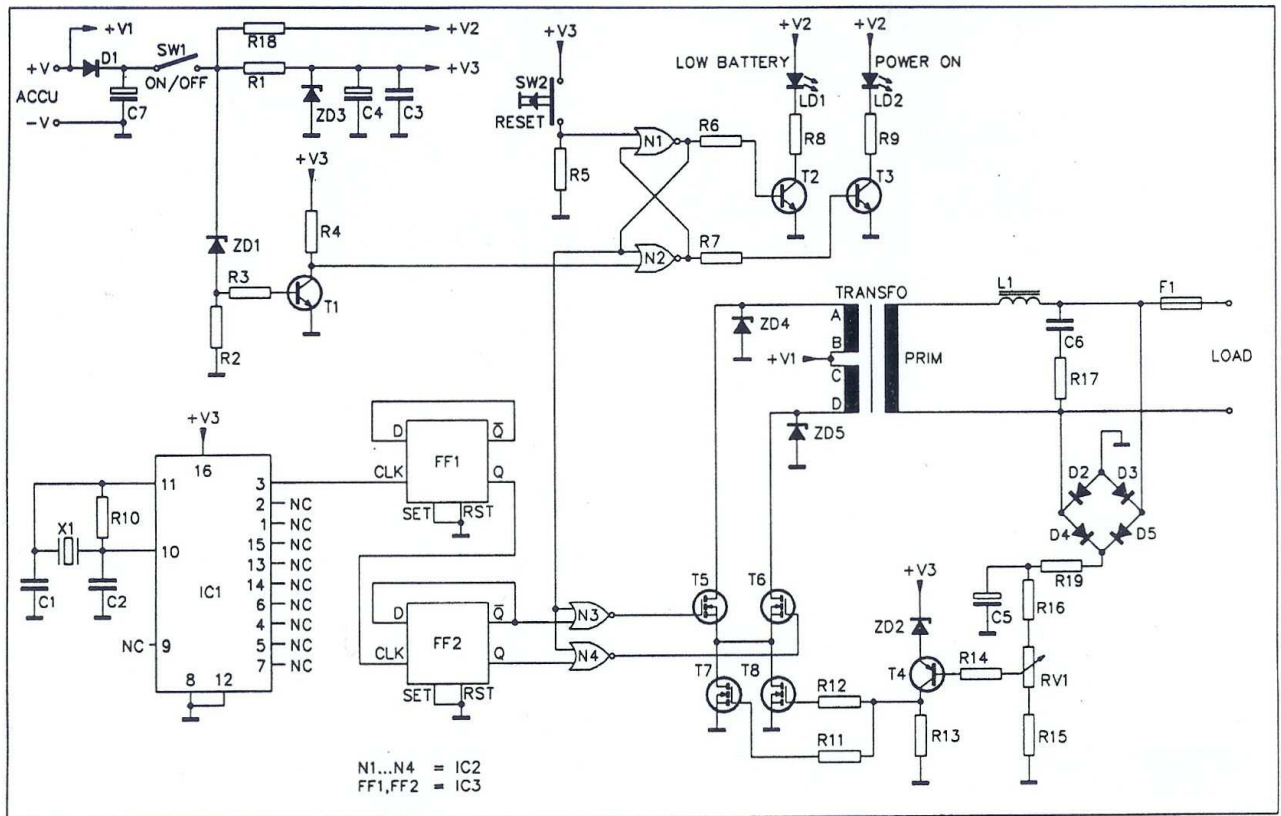 +V1
+V2
+V3
+V
ACCU
-V
D1
C7
SW1
ON/OFF
R18
R1
ZD3
C4
C3
+V3
SW2
RESET
R5
N1
R6
N2
R7
+V2
LOW BATTERY
LD1
R8
T2
+V2
POWER ON
LD2
R9
T3
+V3
R4
ZD1
R3
T1
R2
TRANSFO
A
B
C
D
+V1
PRIM
ZD4
ZD5
L1
F1
C6
R17
LOAD
D2
D3
D4
D5
R19
+V3
16
11
10
NC 9
8 12
IC1
3
2 NC
1 NC
15 NC
13 NC
14 NC
6 NC
4 NC
5 NC
7 NC
R10
X1
C1
C2
D
Q̅
CLK
FF1
Q
SET
RST
D
Q̅
CLK
FF2
Q
SET
RST
N3
N4
T5
T6
T7
T8
R12
R11
+V3
ZD2
T4
R13
R14
C5
R16
RV1
R15
N1...N4 = IC2
FF1,FF2 = IC3